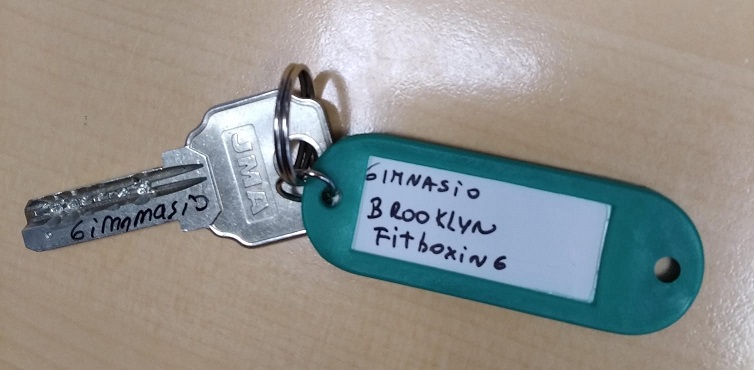 Gimnasio
JMA
GIMNASIO
BROOKLYN
FitboxinG